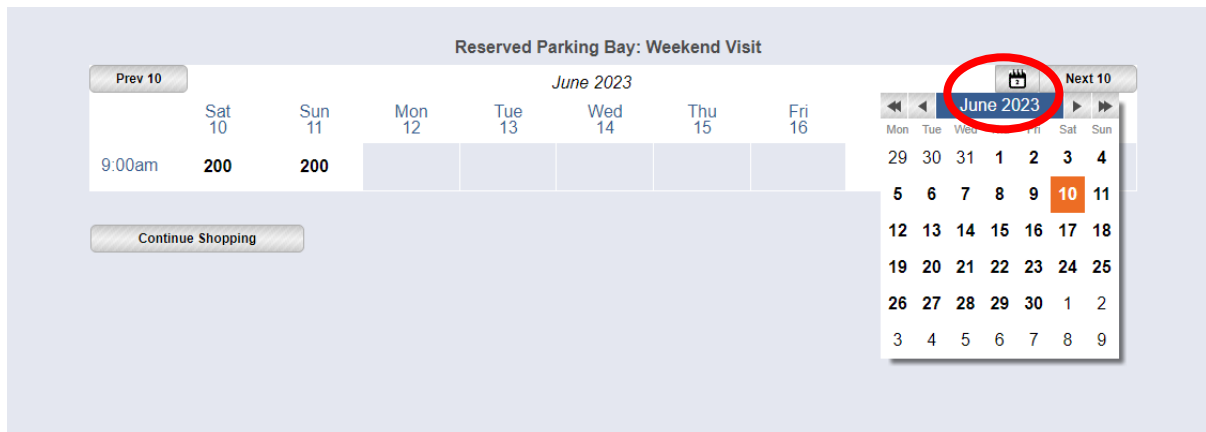 Reserved Parking Bay: Weekend Visit
Prev 10
June 2023
Next 10
Sat Sun Mon Tue Wed Thu Fri
10 11 12 13 14 15 16
9:00am 200 200
Continue Shopping
June 2023
Mon Tue Wed Fri Sat Sun
29 30 31 1 2 3 4
5 6 7 8 9 10 11
12 13 14 15 16 17 18
19 20 21 22 23 24 25
26 27 28 29 30 1 2
3 4 5 6 7 8 9